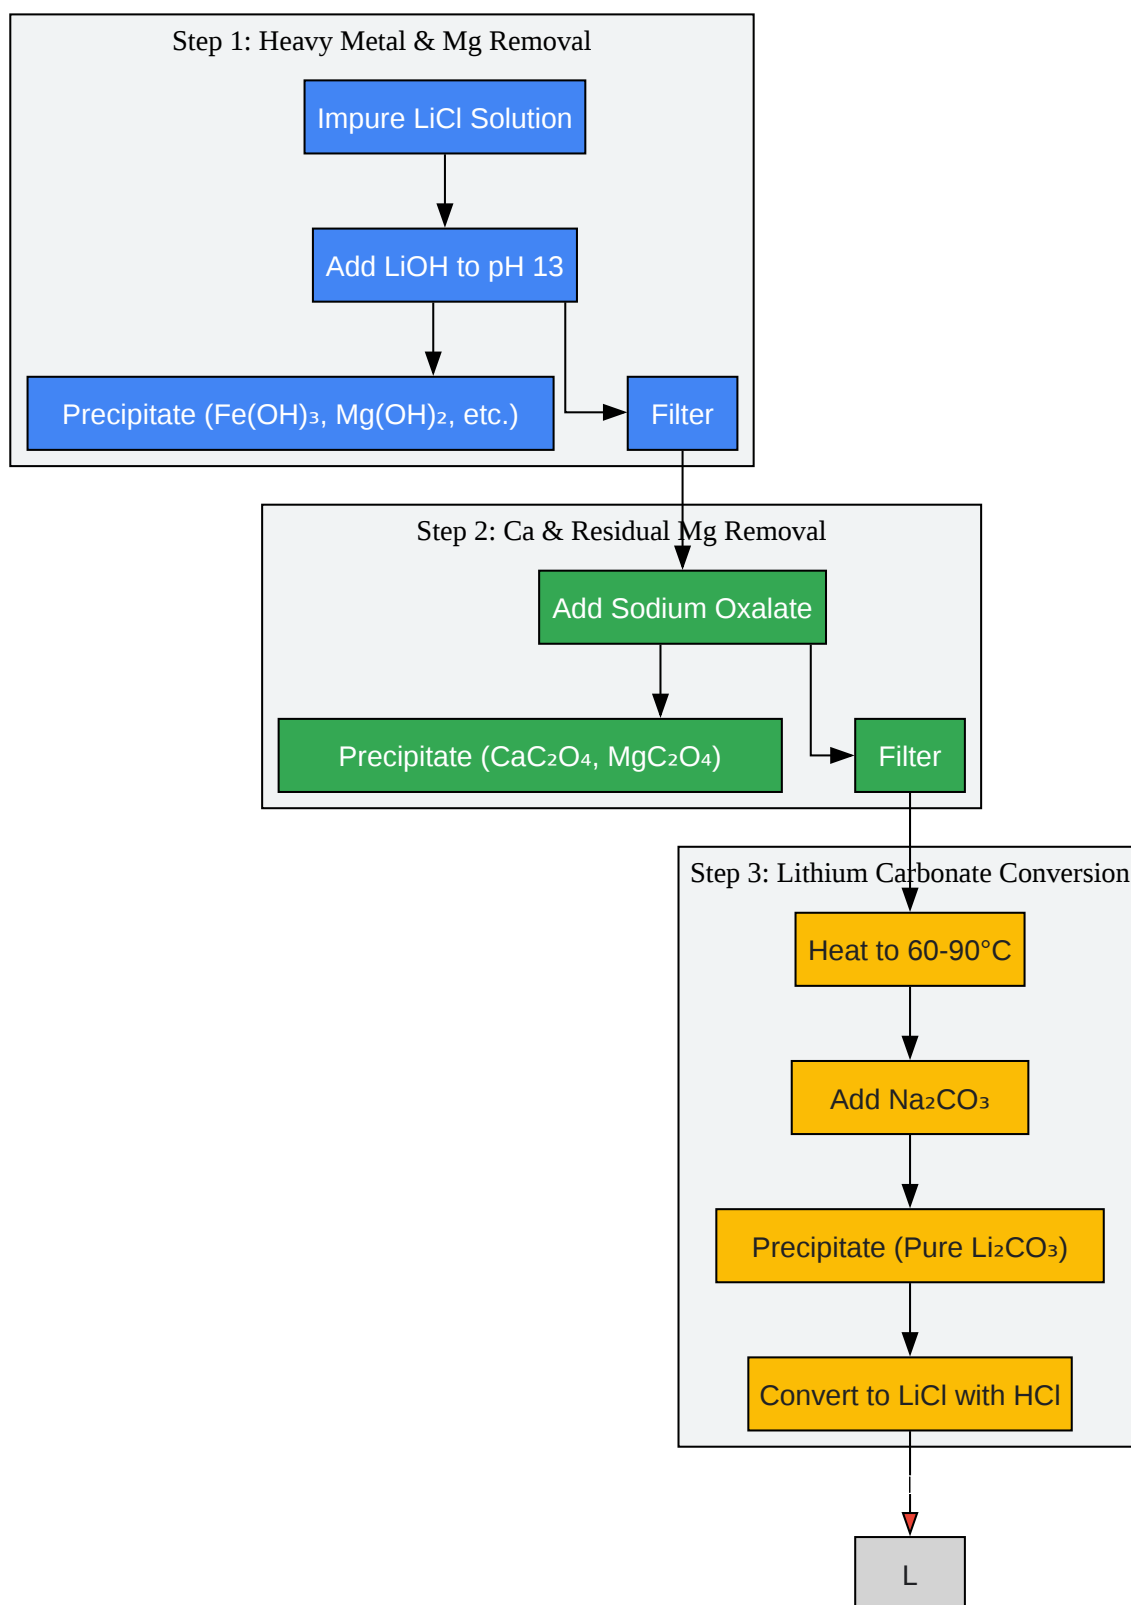 Step 1: Heavy Metal & Mg Removal
Impure LiCl Solution
Add LiOH to pH 13
Precipitate (Fe(OH)₃, Mg(OH)₂, etc.)
Filter
Step 2: Ca & Residual Mg Removal
Add Sodium Oxalate
Precipitate (CaC₂O₄, MgC₂O₄)
Filter
Step 3: Lithium Carbonate Conversion
Heat to 60-90°C
Add Na₂CO₃
Precipitate (Pure Li₂CO₃)
Convert to LiCl with HCl
L